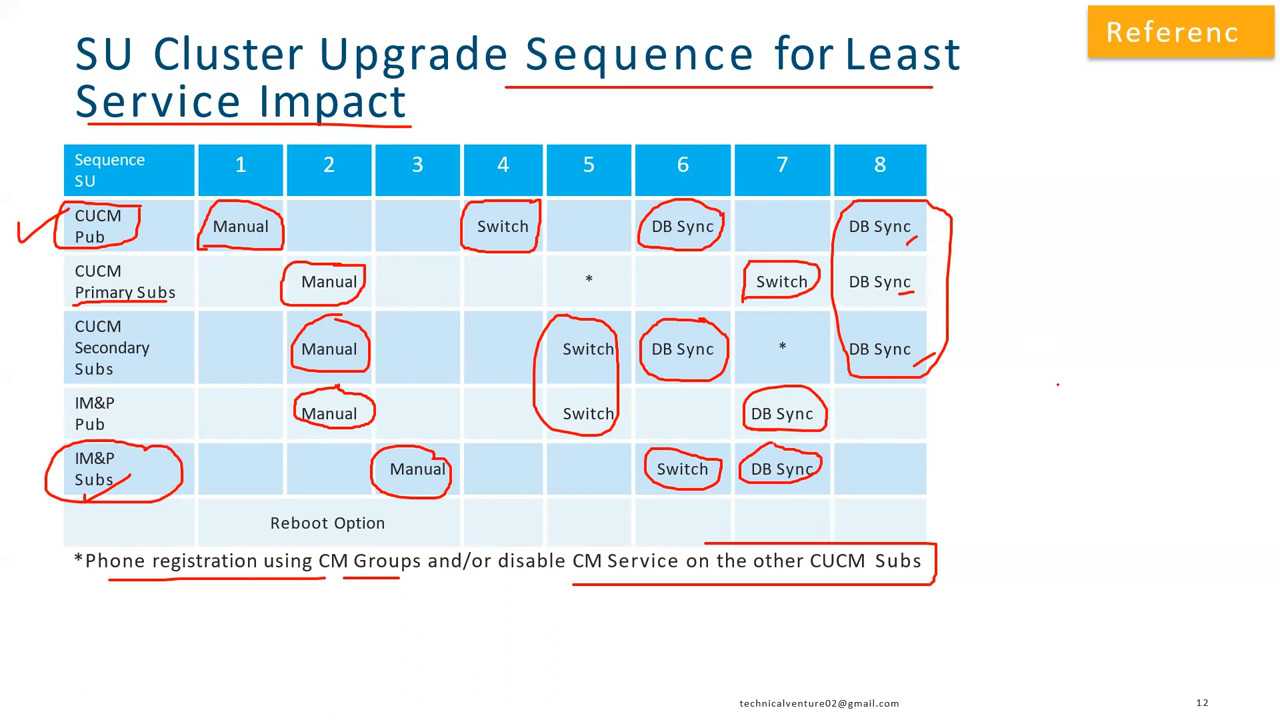 Referenc
SU Cluster Upgrade Sequence for Least
Service Impact
Sequence
SU
1 2 3 4 5 6 7 8
CUCM
Pub
Manual Switch DB Sync DB Sync
CUCM
Primary Subs
Manual * Switch DB Sync
CUCM
Secondary
Subs
Manual Switch DB Sync * DB Sync
IM&P
Pub
Manual Switch DB Sync
IM&P
Subs
Manual Switch DB Sync
Reboot Option
*Phone registration using CM Groups and/or disable CM Service on the other CUCM Subs
technicalventure02@gmail.com
12